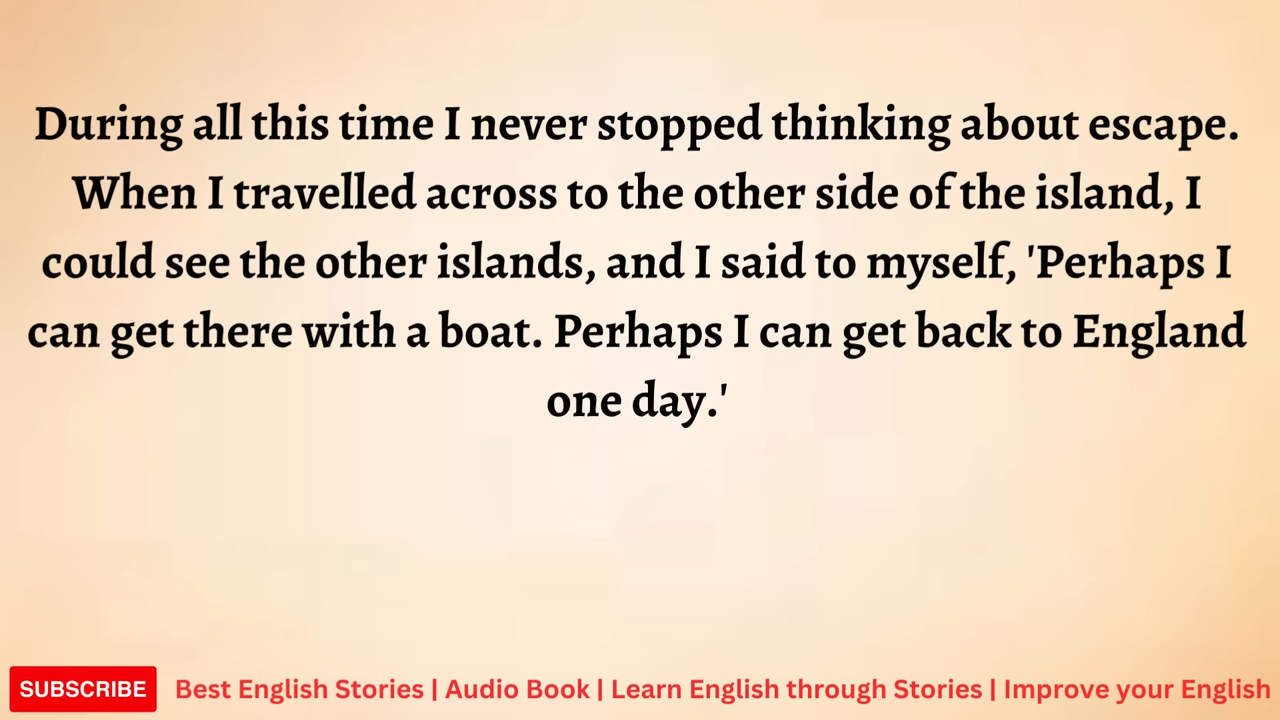 During all this time I never stopped thinking about escape.
When I travelled across to the other side of the island, I
could see the other islands, and I said to myself, 'Perhaps I
can get there with a boat. Perhaps I can get back to England
one day.'
SUBSCRIBE Best English Stories | Audio Book | Learn English through Stories | Improve your English